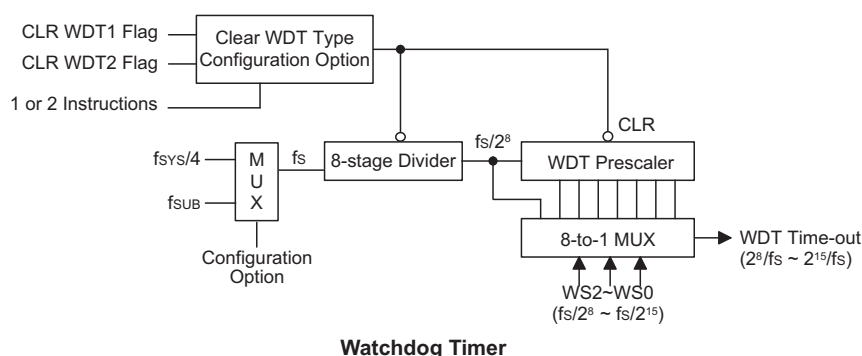 CLR WDT1 Flag
CLR WDT2 Flag
1 or 2 Instructions
Clear WDT Type
Configuration Option
CLR
fSYS/4
fSUB
M
U
X
fS
8-stage Divider
fS/2⁸
WDT Prescaler
Configuration
Option
8-to-1 MUX
WDT Time-out
(2⁸/fS ~ 2¹⁵/fS)
WS2~WS0
(fS/2⁸ ~ fS/2¹⁵)
Watchdog Timer